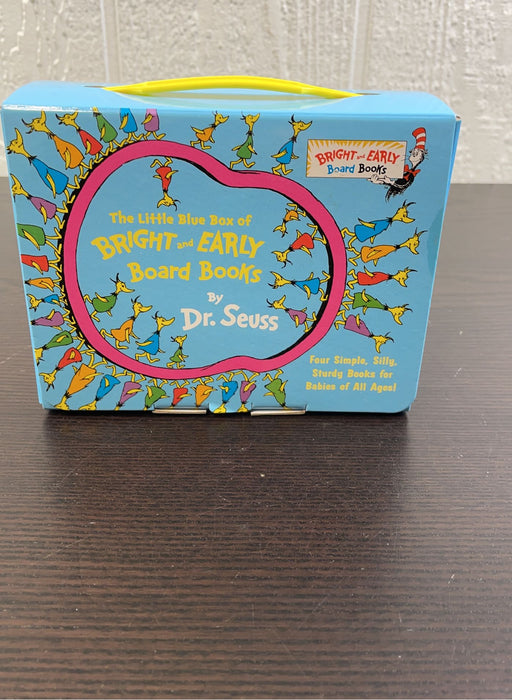 BRIGHT and EARLY
Board Books
The Little Blue Box of
BRIGHT and EARLY
Board Books
By
Dr. Seuss
Four Simple, Silly,
Sturdy Books for
Babies of All Ages!